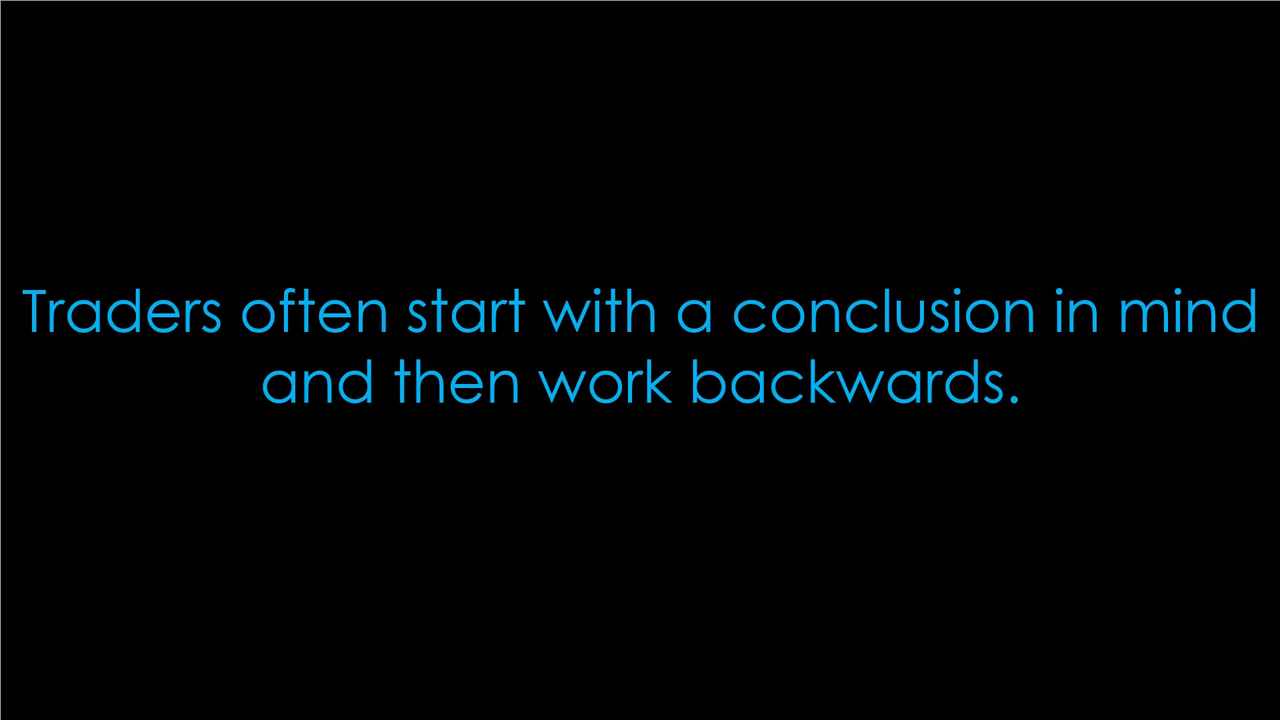 Traders often start with a conclusion in mind
and then work backwards.